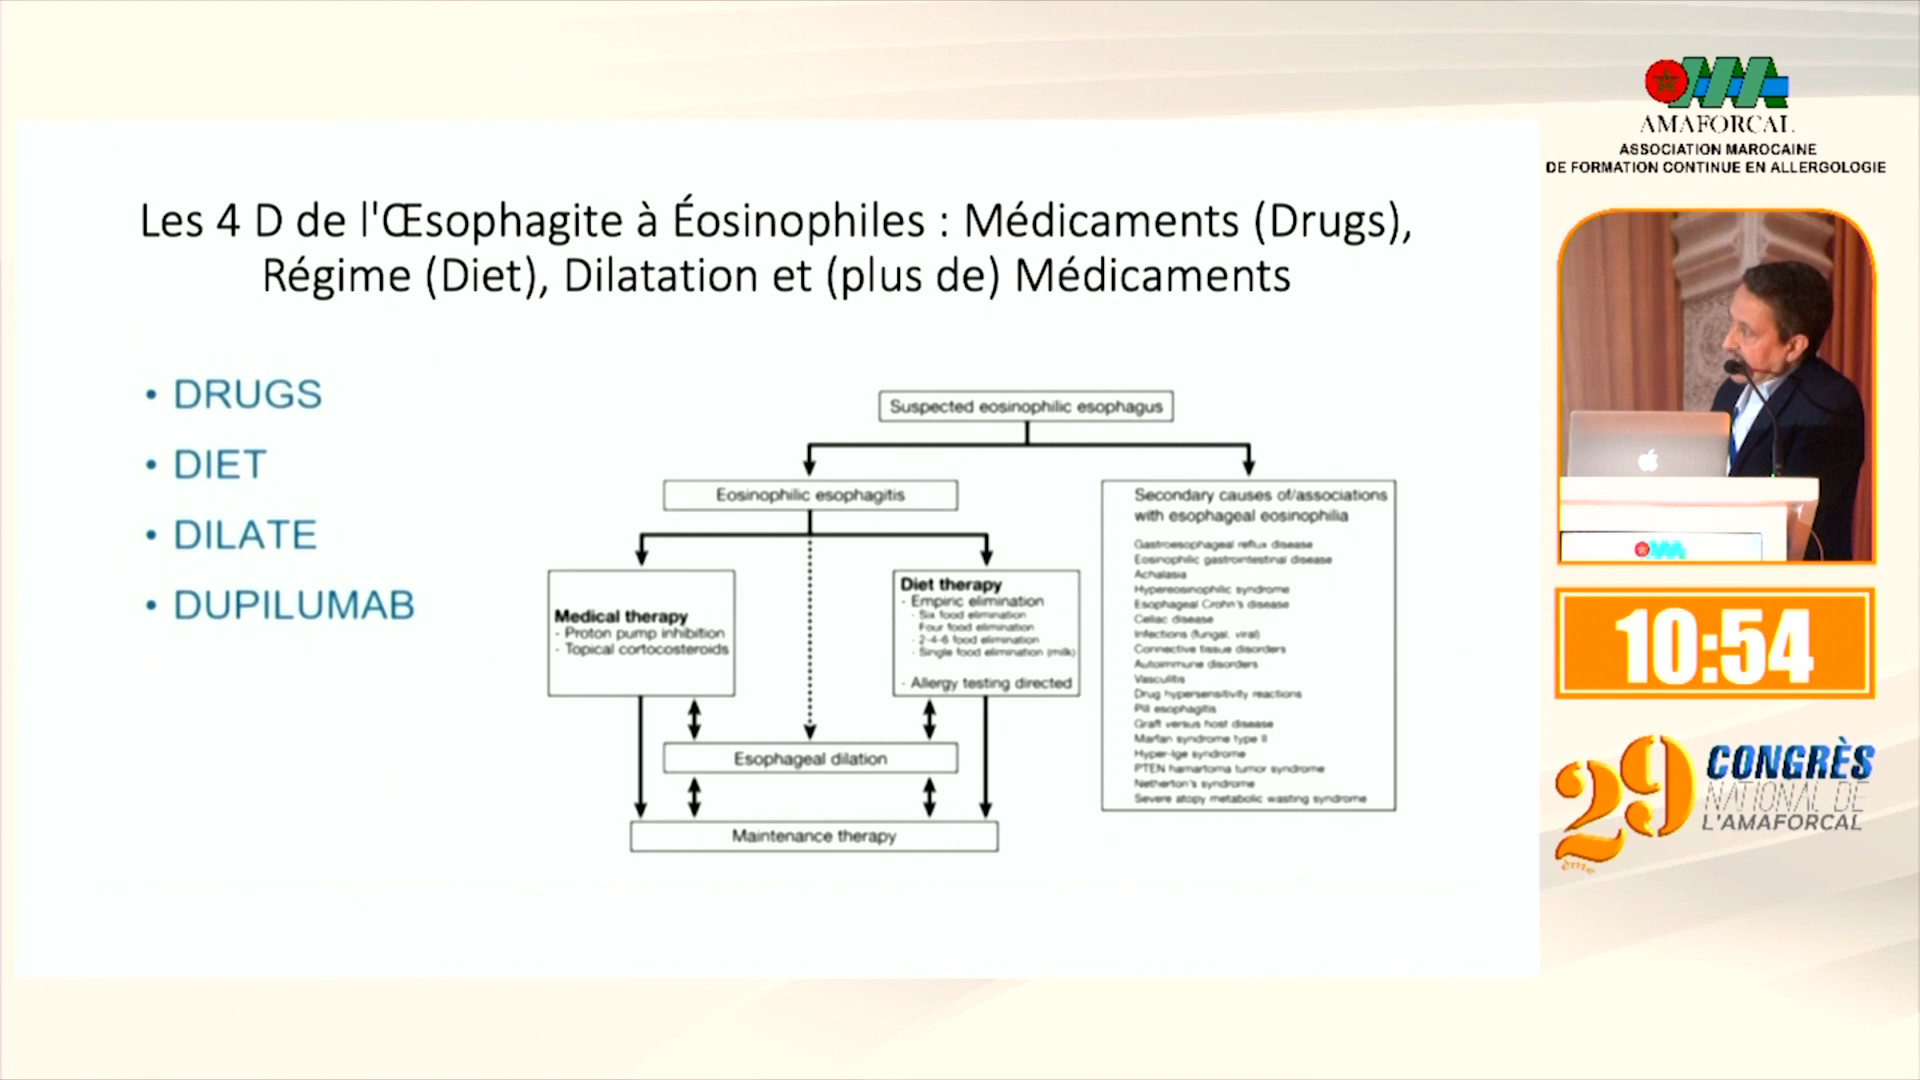 Les 4 D de l'Œsophagite à Éosinophiles : Médicaments (Drugs),
Régime (Diet), Dilatation et (plus de) Médicaments
• DRUGS
• DIET
• DILATE
• DUPILUMAB
Suspected eosinophilic esophagus
Eosinophilic esophagitis
Medical therapy
- Proton pump inhibition
- Topical cortocosteroids
Diet therapy
- Empiric elimination
- Six food elimination
Four food elimination
- 2-4-6 food elimination
- Single food elimination (milk)
- Allergy testing directed
Esophageal dilation
Maintenance therapy
Secondary causes of/associations
with esophageal eosinophilia
Gastroesophageal reflux disease
Eosinophilic gastrointestinal disease
Achalasia
Hypereosinophilic syndrome
Esophageal Crohn's disease
Celiac disease
Infections (fungal, viral)
Connective tissue disorders
Autoimmune disorders
Vasculitis
Drug hypersensitivity reactions
Pill esophagitis
Graft versus host disease
Marfan syndrome type II
Hyper-Ige syndrome
PTEN hamartoma tumor syndrome
Netherton's syndrome
Severe atopy metabolic wasting syndrome
AMAFORCAL
ASSOCIATION MAROCAINE
DE FORMATION CONTINUE EN ALLERGOLOGIE
10:54
29ème
CONGRÈS
NATIONAL DE
L'AMAFORCAL